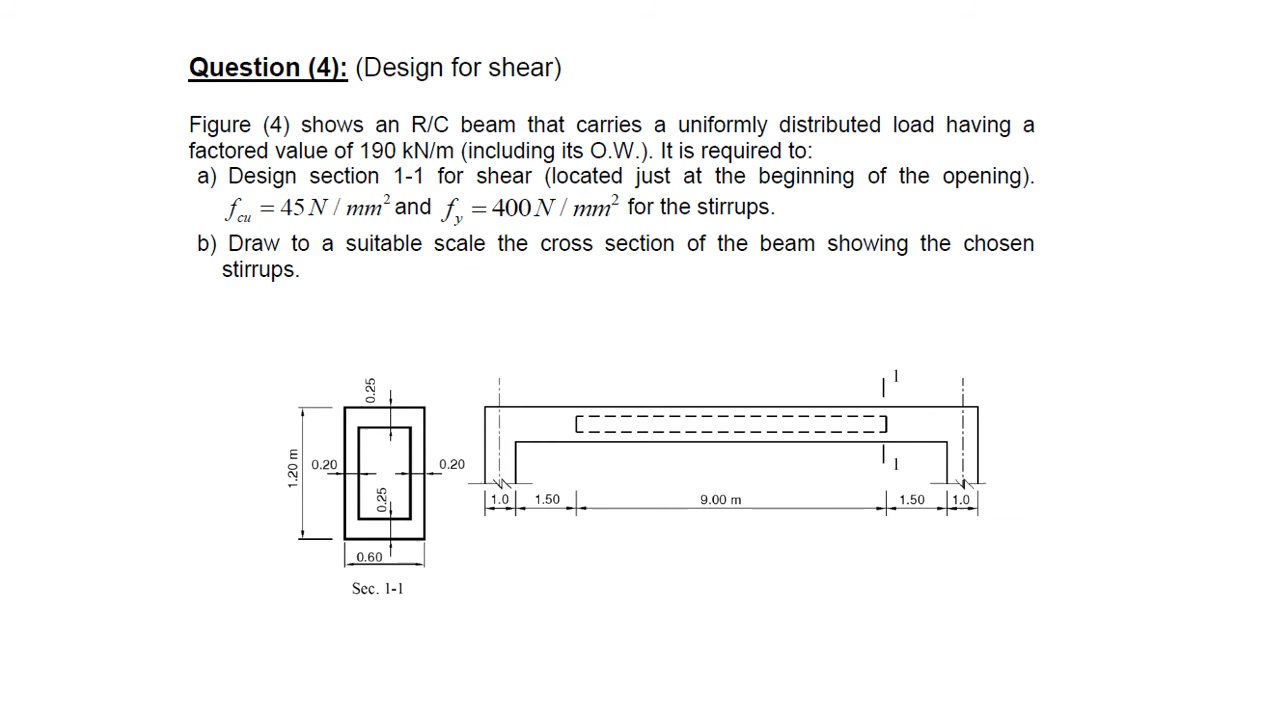 Question (4): (Design for shear)
Figure (4) shows an R/C beam that carries a uniformly distributed load having a
factored value of 190 kN/m (including its O.W.). It is required to:
a) Design section 1-1 for shear (located just at the beginning of the opening).
f_cu = 45 N / mm² and f_y = 400 N / mm² for the stirrups.
b) Draw to a suitable scale the cross section of the beam showing the chosen
stirrups.
0.25
1
1.20 m
0.20
0.20
0.25
1
1.0
1.50
9.00 m
1.50
1.0
0.60
Sec. 1-1